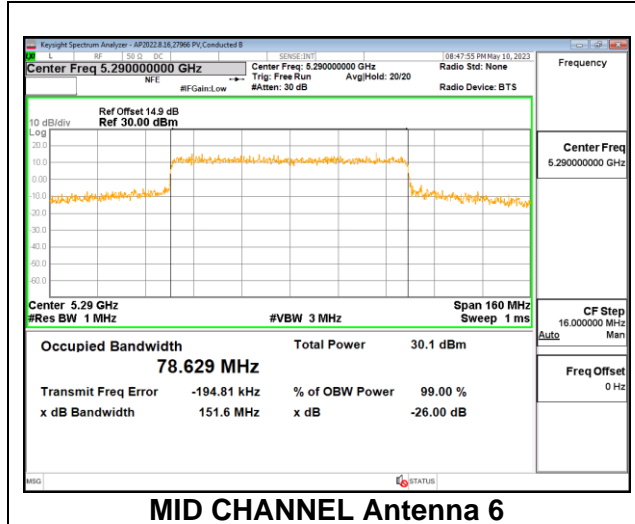 Keysight Spectrum Analyzer - AP2022.8.16,27966 PV,Conducted B
L RF 50 Ω DC SENSE:INT 08:47:55 PM May 10, 2023
Center Freq 5.290000000 GHz Center Freq: 5.290000000 GHz Radio Std: None
NFE Trig: Free Run Avg|Hold: 20/20
#IFGain:Low #Atten: 30 dB Radio Device: BTS
Frequency
Ref Offset 14.9 dB
10 dB/div Ref 30.00 dBm
Log
20.0
10.0
0.00
-10.0
-20.0
-30.0
-40.0
-50.0
-60.0
Center Freq
5.290000000 GHz
Center 5.29 GHz Span 160 MHz
#Res BW 1 MHz #VBW 3 MHz Sweep 1 ms
CF Step
16.000000 MHz
Auto Man
Occupied Bandwidth Total Power 30.1 dBm
78.629 MHz
Transmit Freq Error -194.81 kHz % of OBW Power 99.00 %
x dB Bandwidth 151.6 MHz x dB -26.00 dB
Freq Offset
0 Hz
MSG STATUS
MID CHANNEL Antenna 6